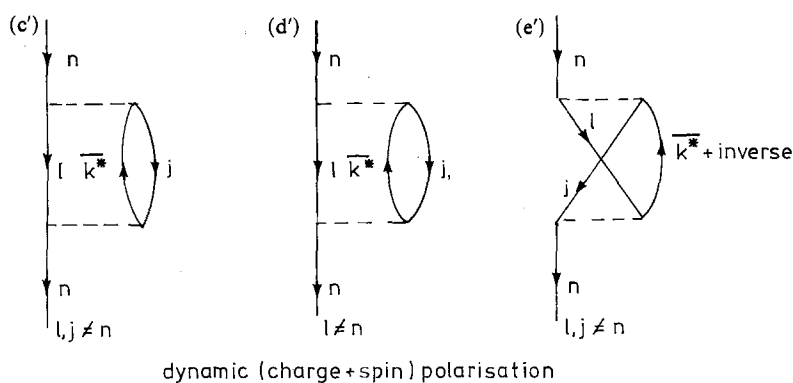 (c') n
l k* j
n
l,j ≠ n
(d') n
l k* j,
n
l ≠ n
(e') n
l
k* + inverse
j
n
l,j ≠ n
dynamic (charge+spin) polarisation